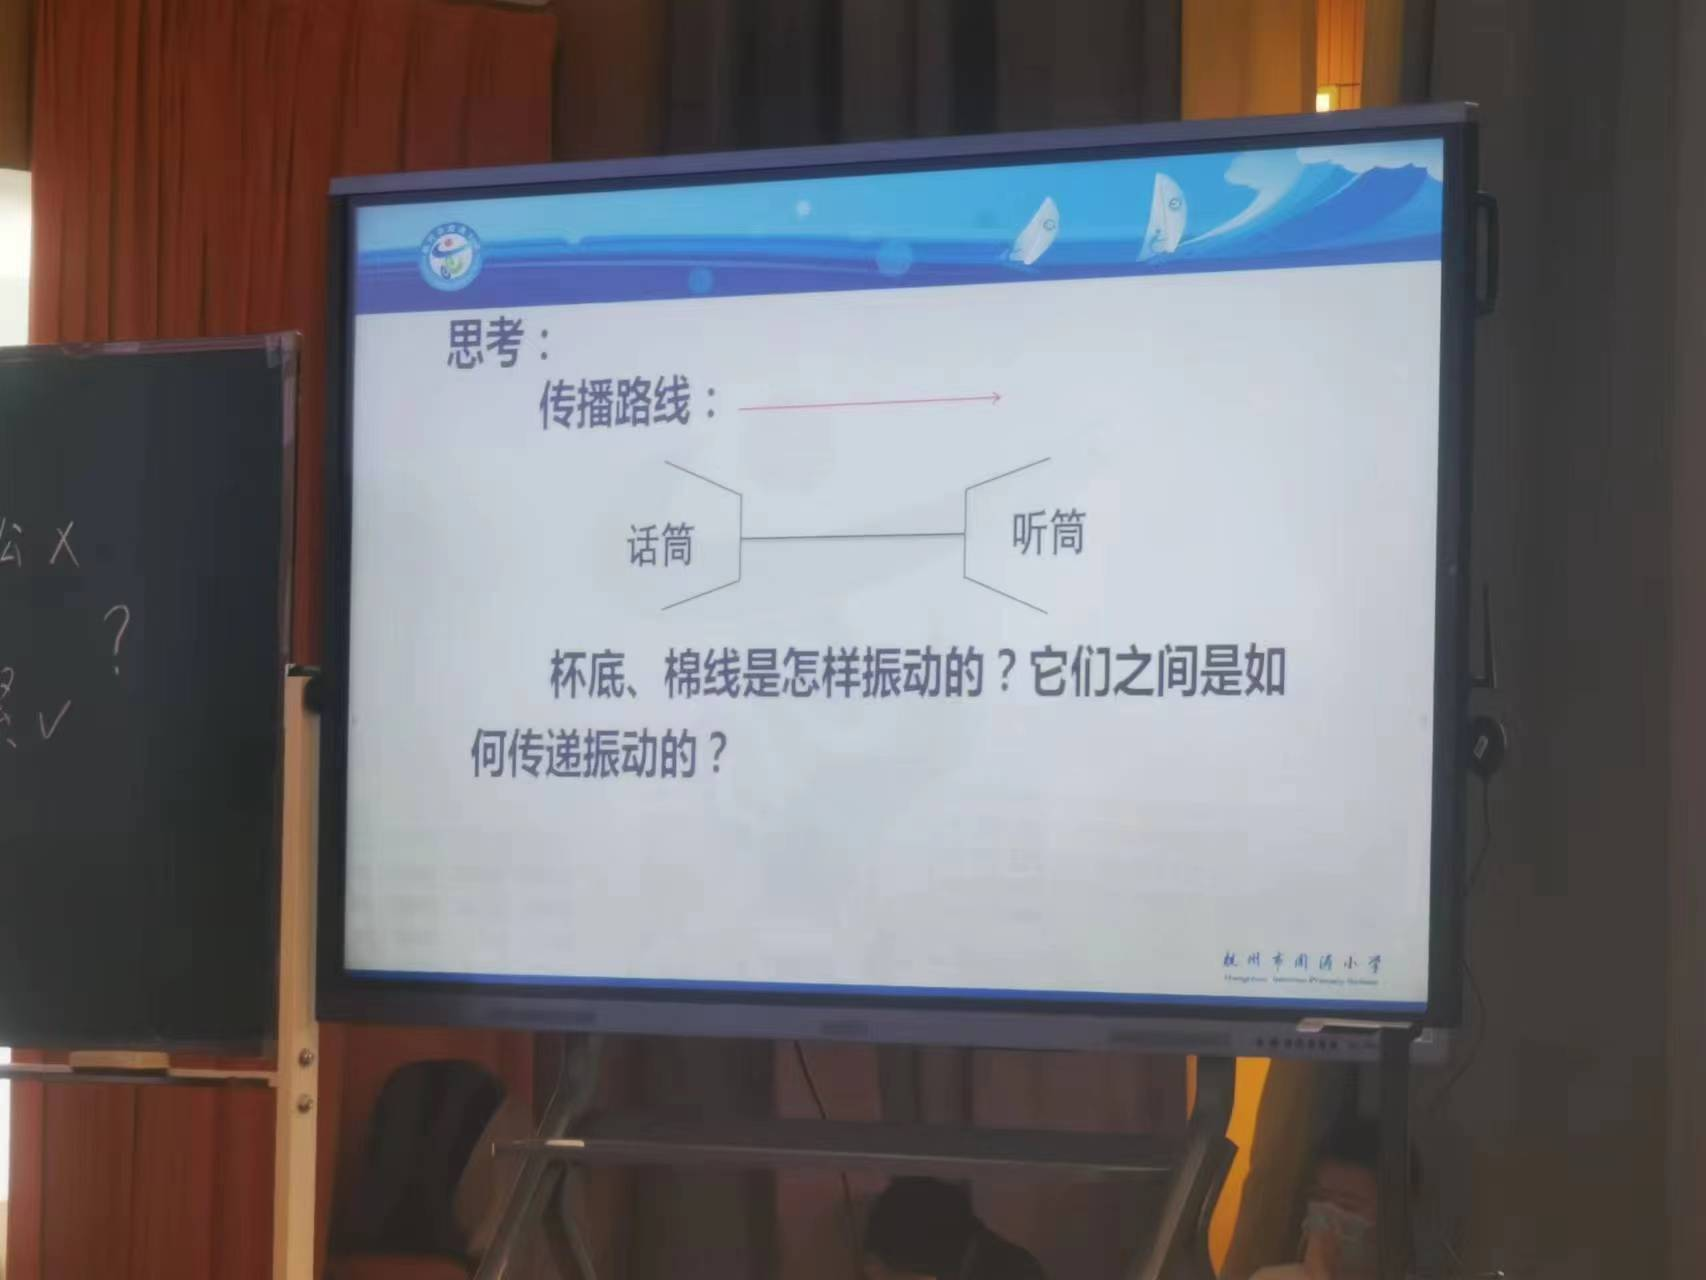 思考：
传播路线：
话筒
听筒
杯底、棉线是怎样振动的？它们之间是如
何传递振动的？
X
?
✓
杭州市闻涛小学